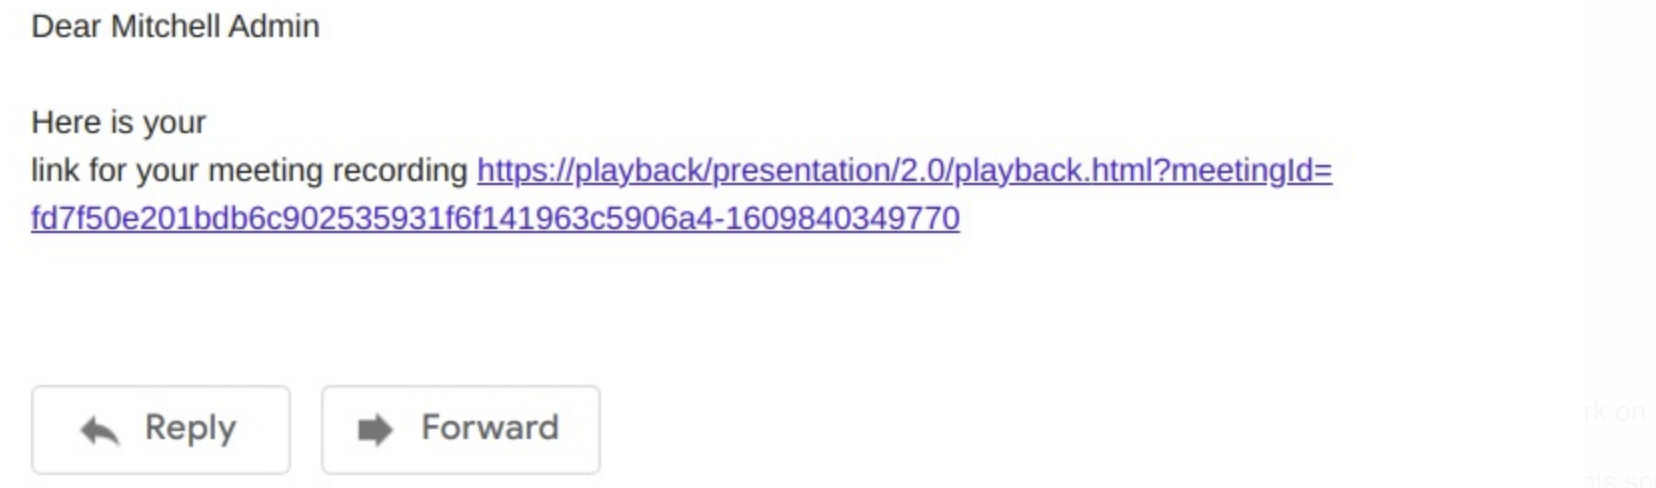 Dear Mitchell Admin
Here is your
link for your meeting recording https://playback/presentation/2.0/playback.html?meetingId=
fd7f50e201bdb6c902535931f6f141963c5906a4-1609840349770
Reply
Forward
rk on